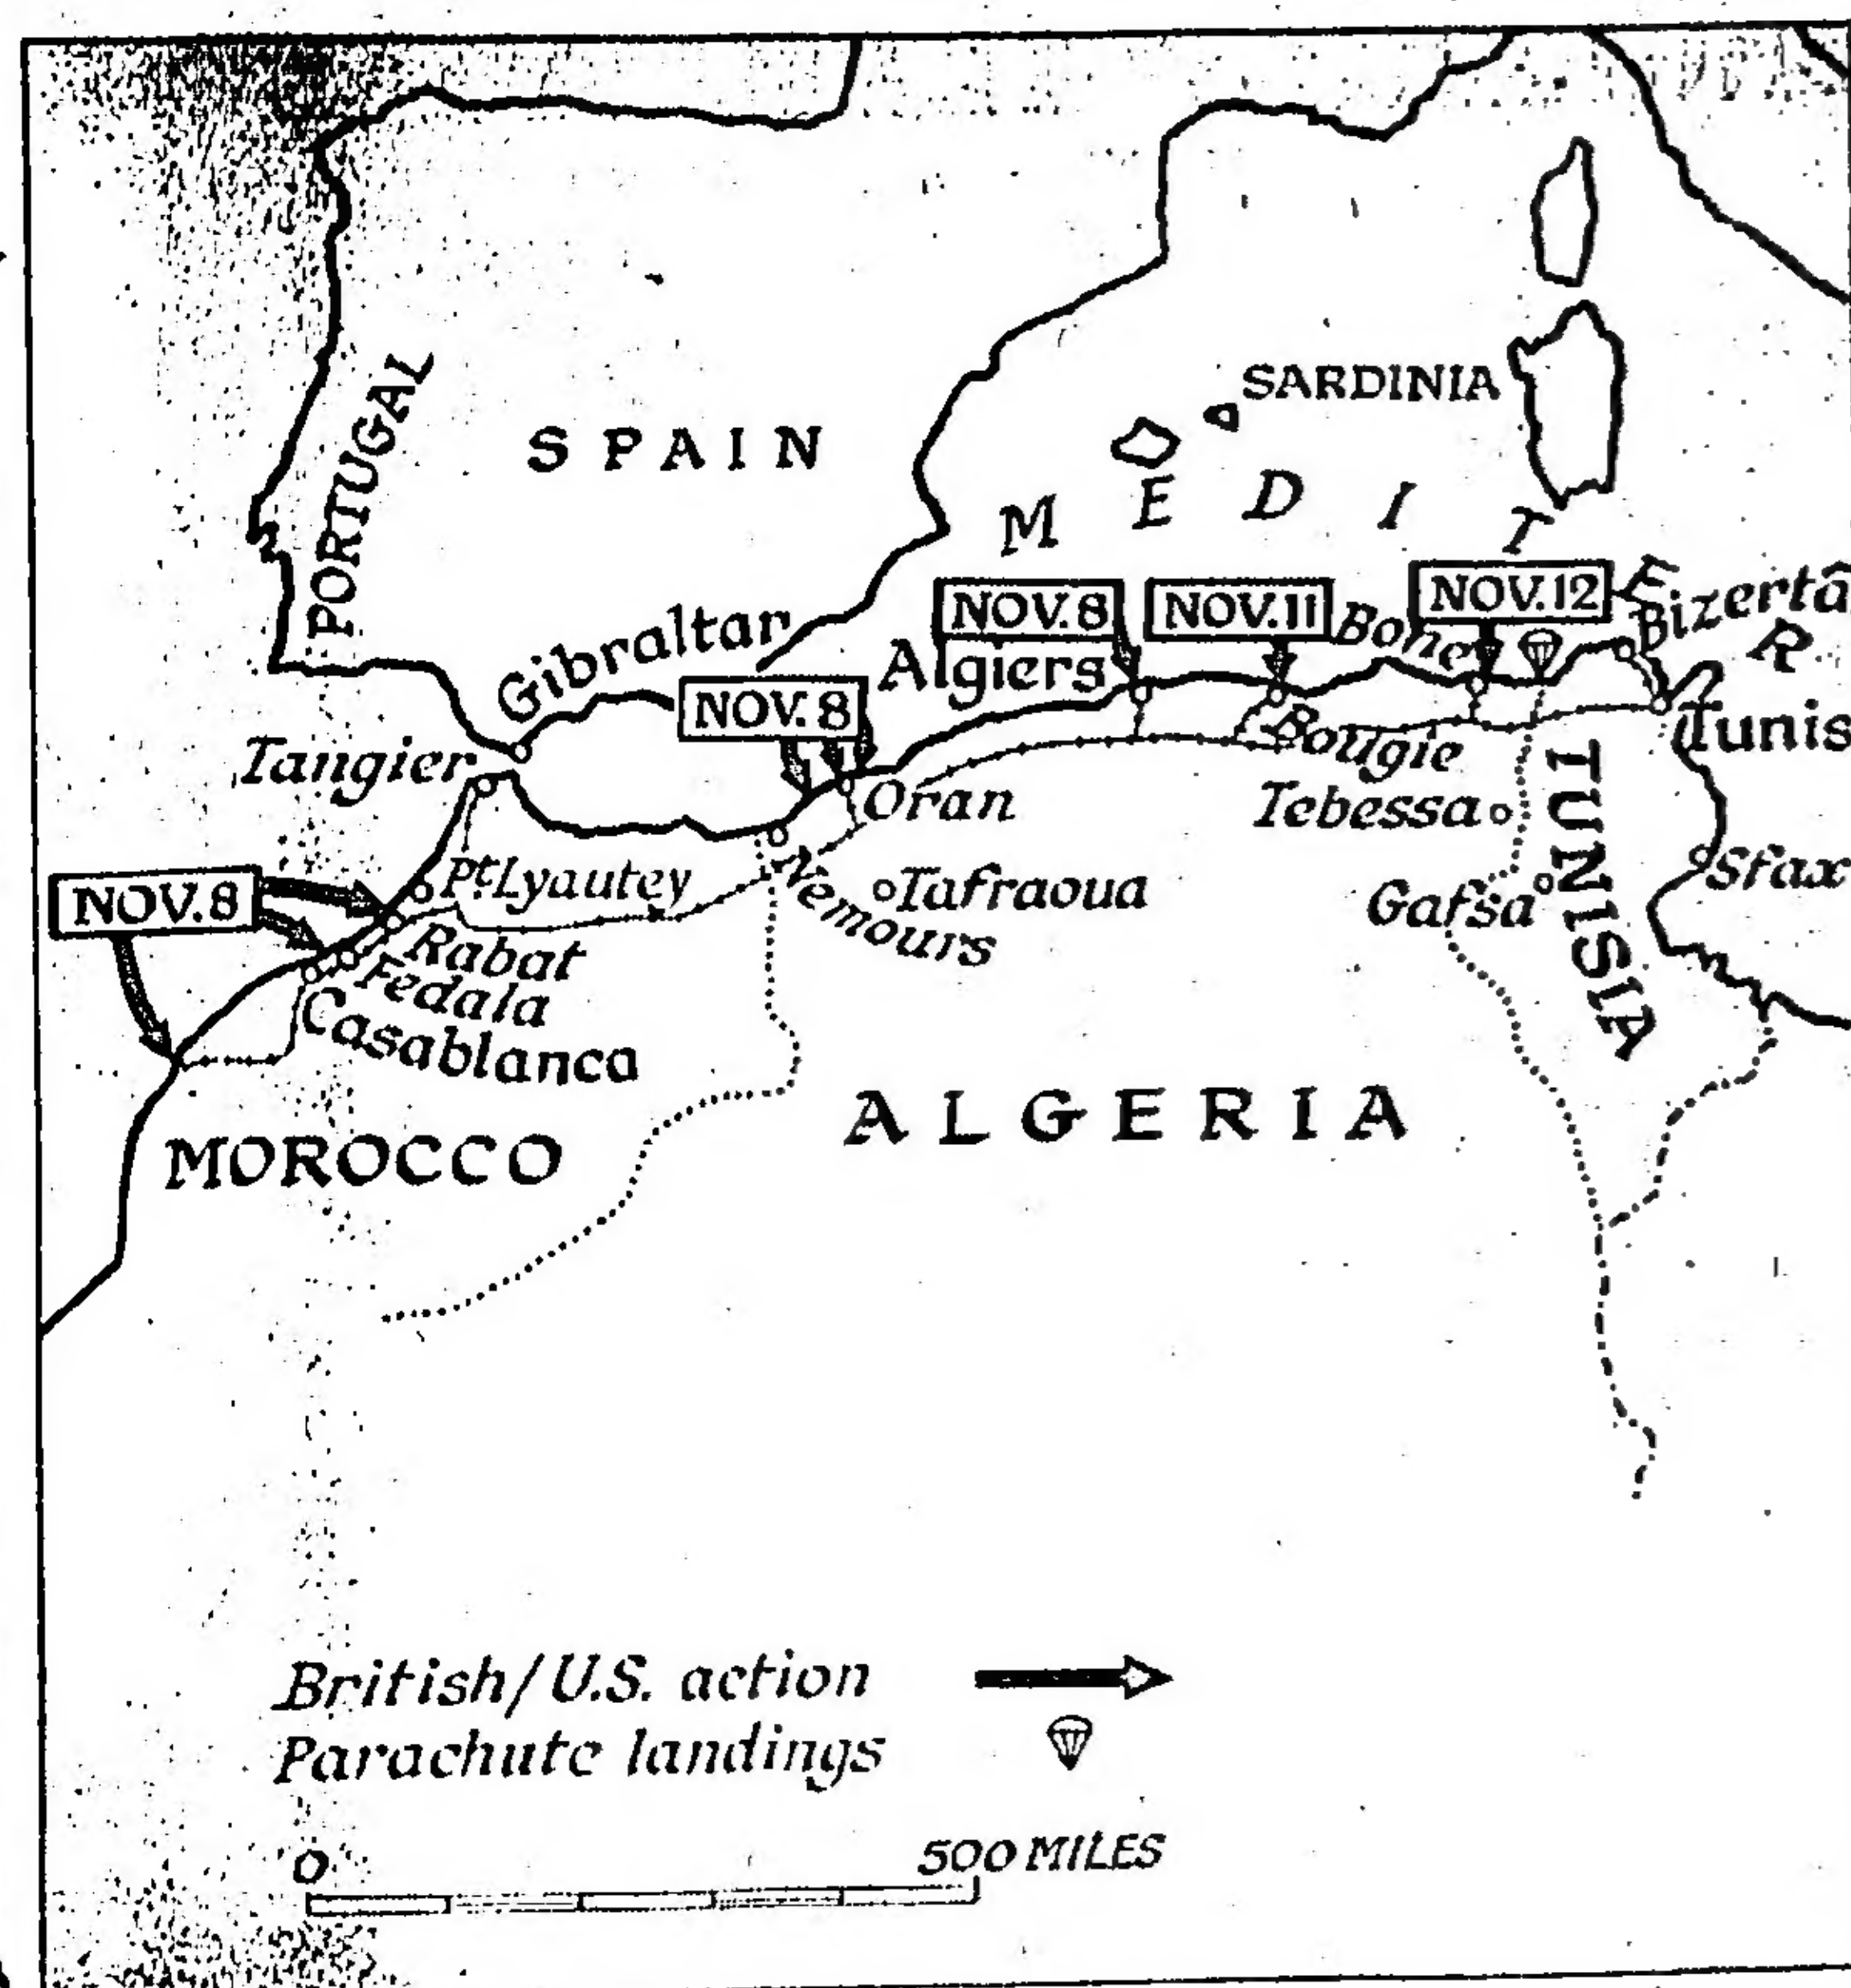 PORTUGAL
SPAIN
SARDINIA
MEDITER
Gibraltar
NOV. 8
NOV. 8
Algiers
NOV. 11
Bone
NOV. 12
Bizerta
Tunis
Tangier
Oran
Bougie
Tebessa
TUNISIA
NOV. 8
Pt. Lyautey
Nemours
Tafraoua
Gafsa
Sfax
Rabat
Fedala
Casablanca
MOROCCO
ALGERIA
British/U.S. action
Parachute landings
0 500 MILES